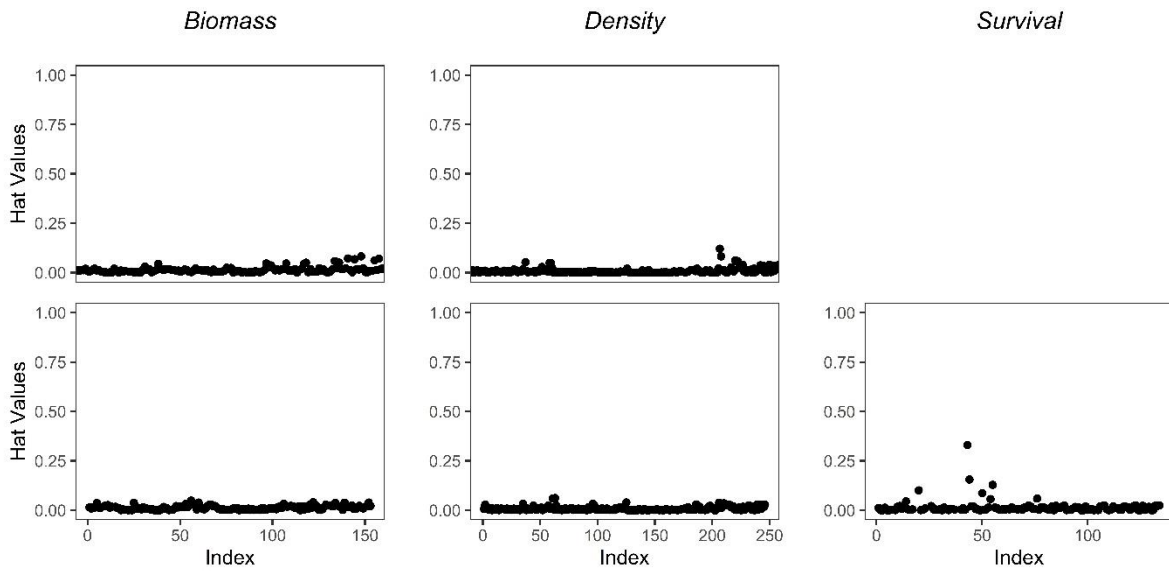 Biomass Density Survival
1.00 1.00
0.75 0.75
Hat Values
0.50 0.50
0.25 0.25
0.00 0.00
1.00 1.00 1.00
0.75 0.75 0.75
Hat Values
0.50 0.50 0.50
0.25 0.25 0.25
0.00 0.00 0.00
0 50 100 150 0 50 100 150 200 250 0 50 100
Index Index Index